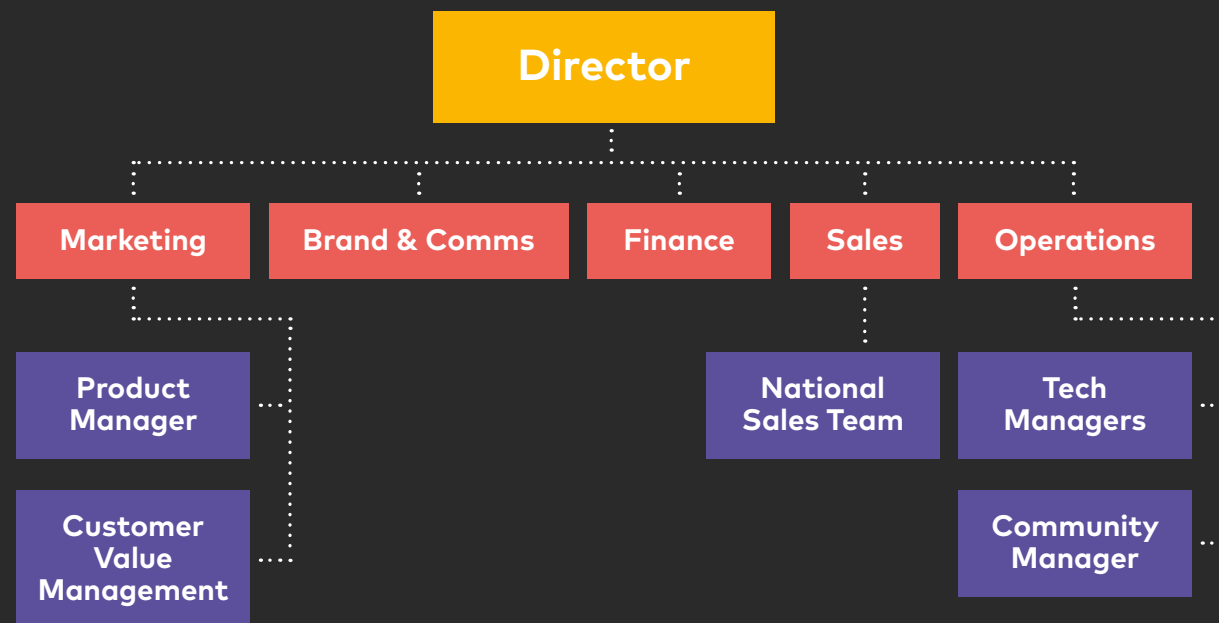 Director
Marketing
Brand & Comms
Finance
Sales
Operations
Product
Manager
National
Sales Team
Tech
Managers
Customer
Value
Management
Community
Manager